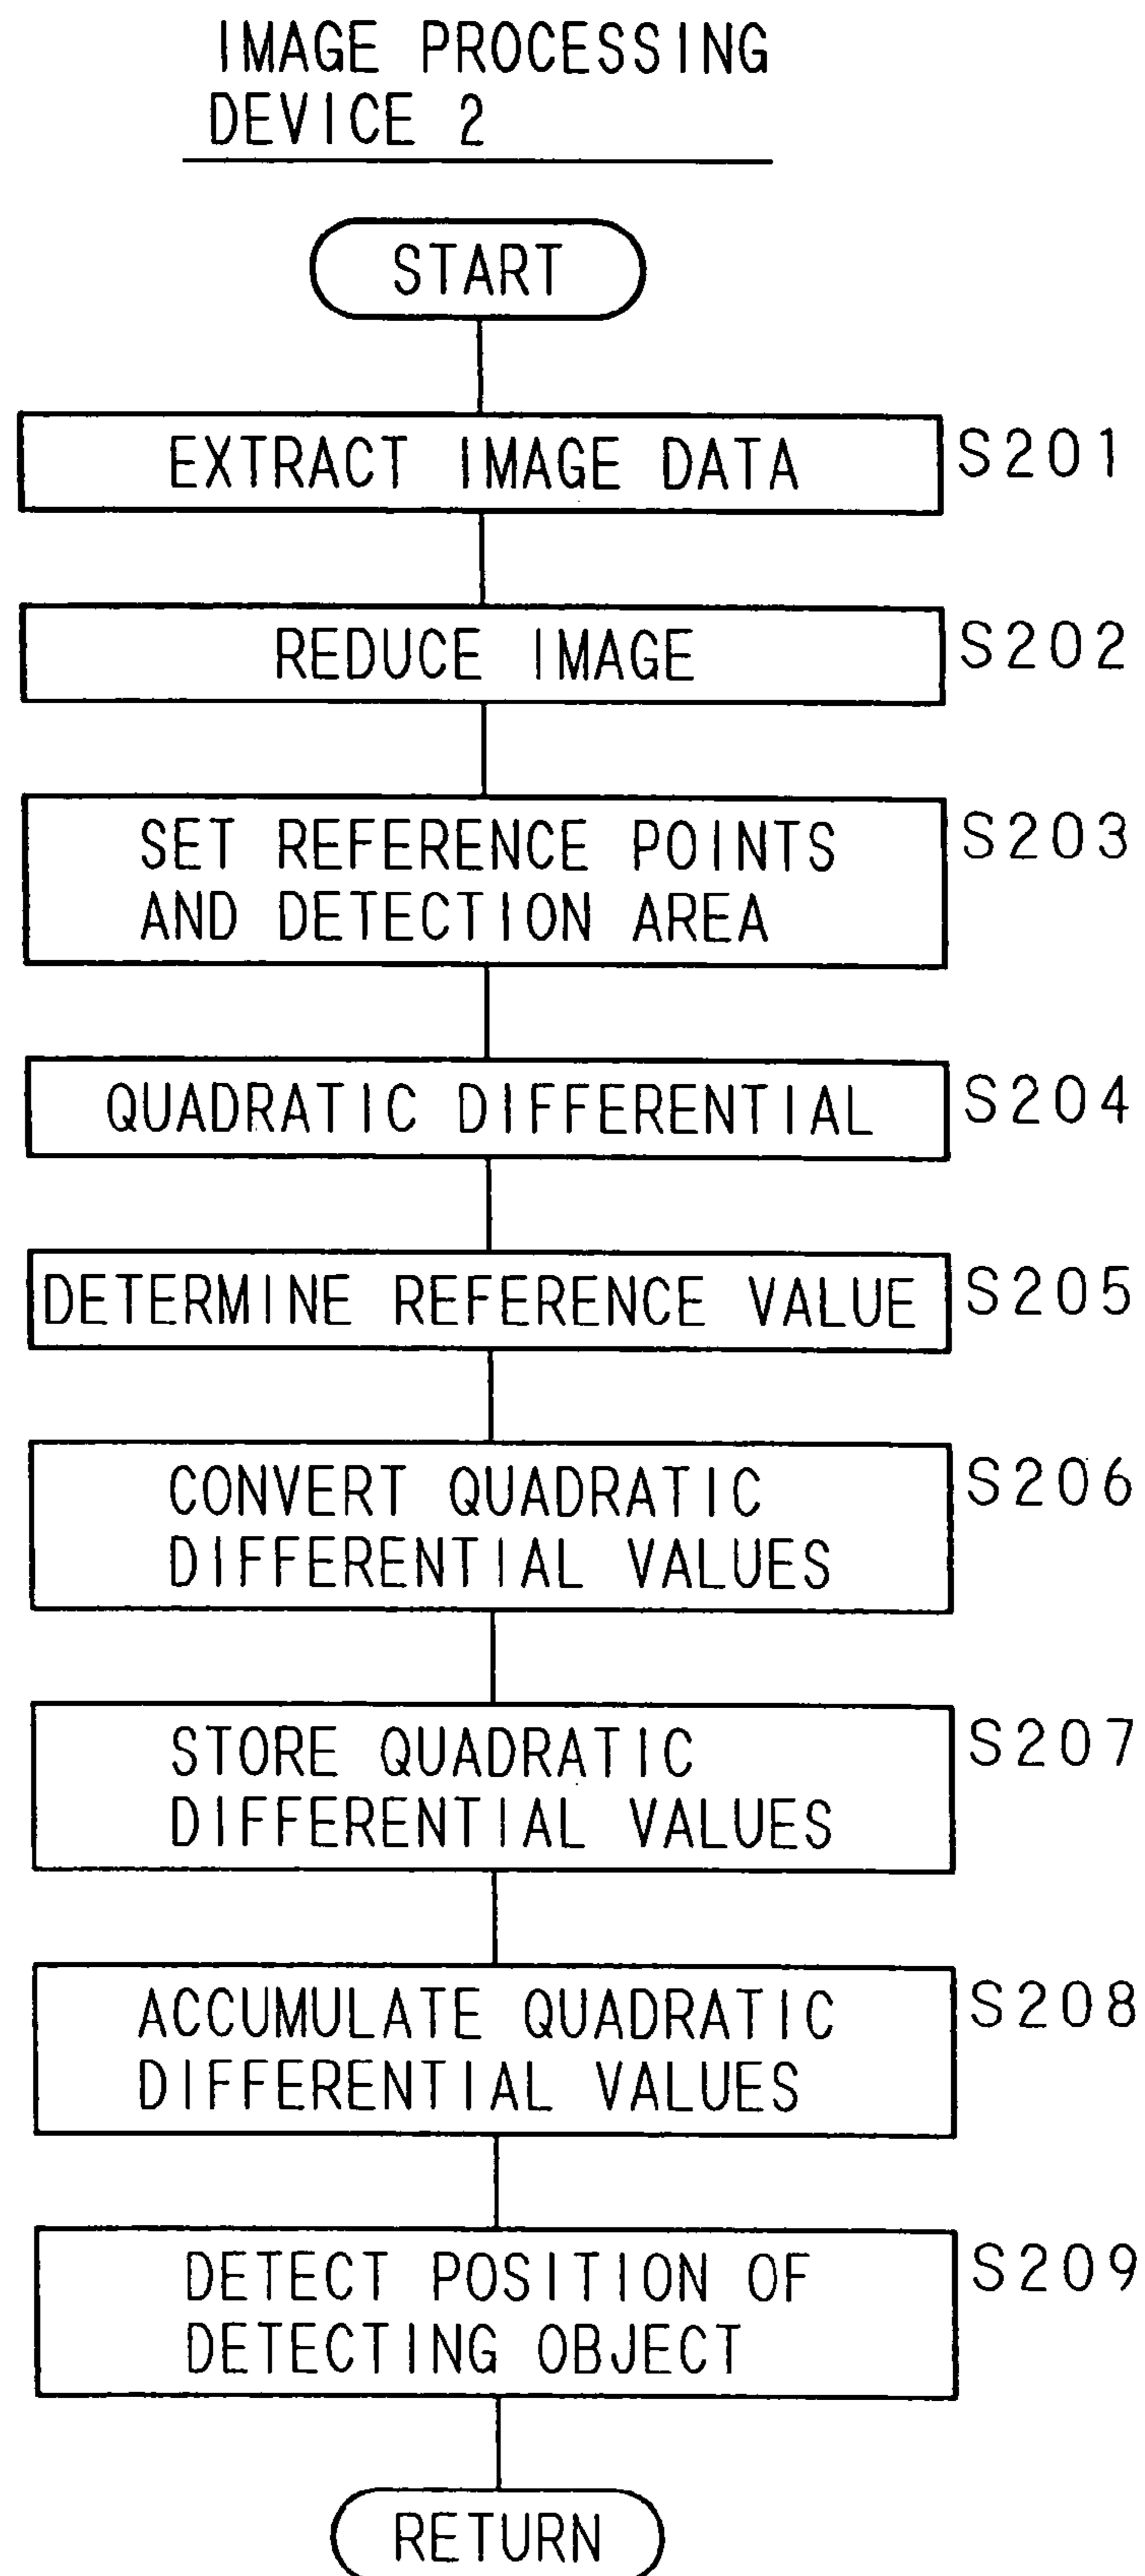 IMAGE PROCESSING
DEVICE 2
START
EXTRACT IMAGE DATA S201
REDUCE IMAGE S202
SET REFERENCE POINTS S203
AND DETECTION AREA
QUADRATIC DIFFERENTIAL S204
DETERMINE REFERENCE VALUE S205
CONVERT QUADRATIC S206
DIFFERENTIAL VALUES
STORE QUADRATIC S207
DIFFERENTIAL VALUES
ACCUMULATE QUADRATIC S208
DIFFERENTIAL VALUES
DETECT POSITION OF S209
DETECTING OBJECT
RETURN